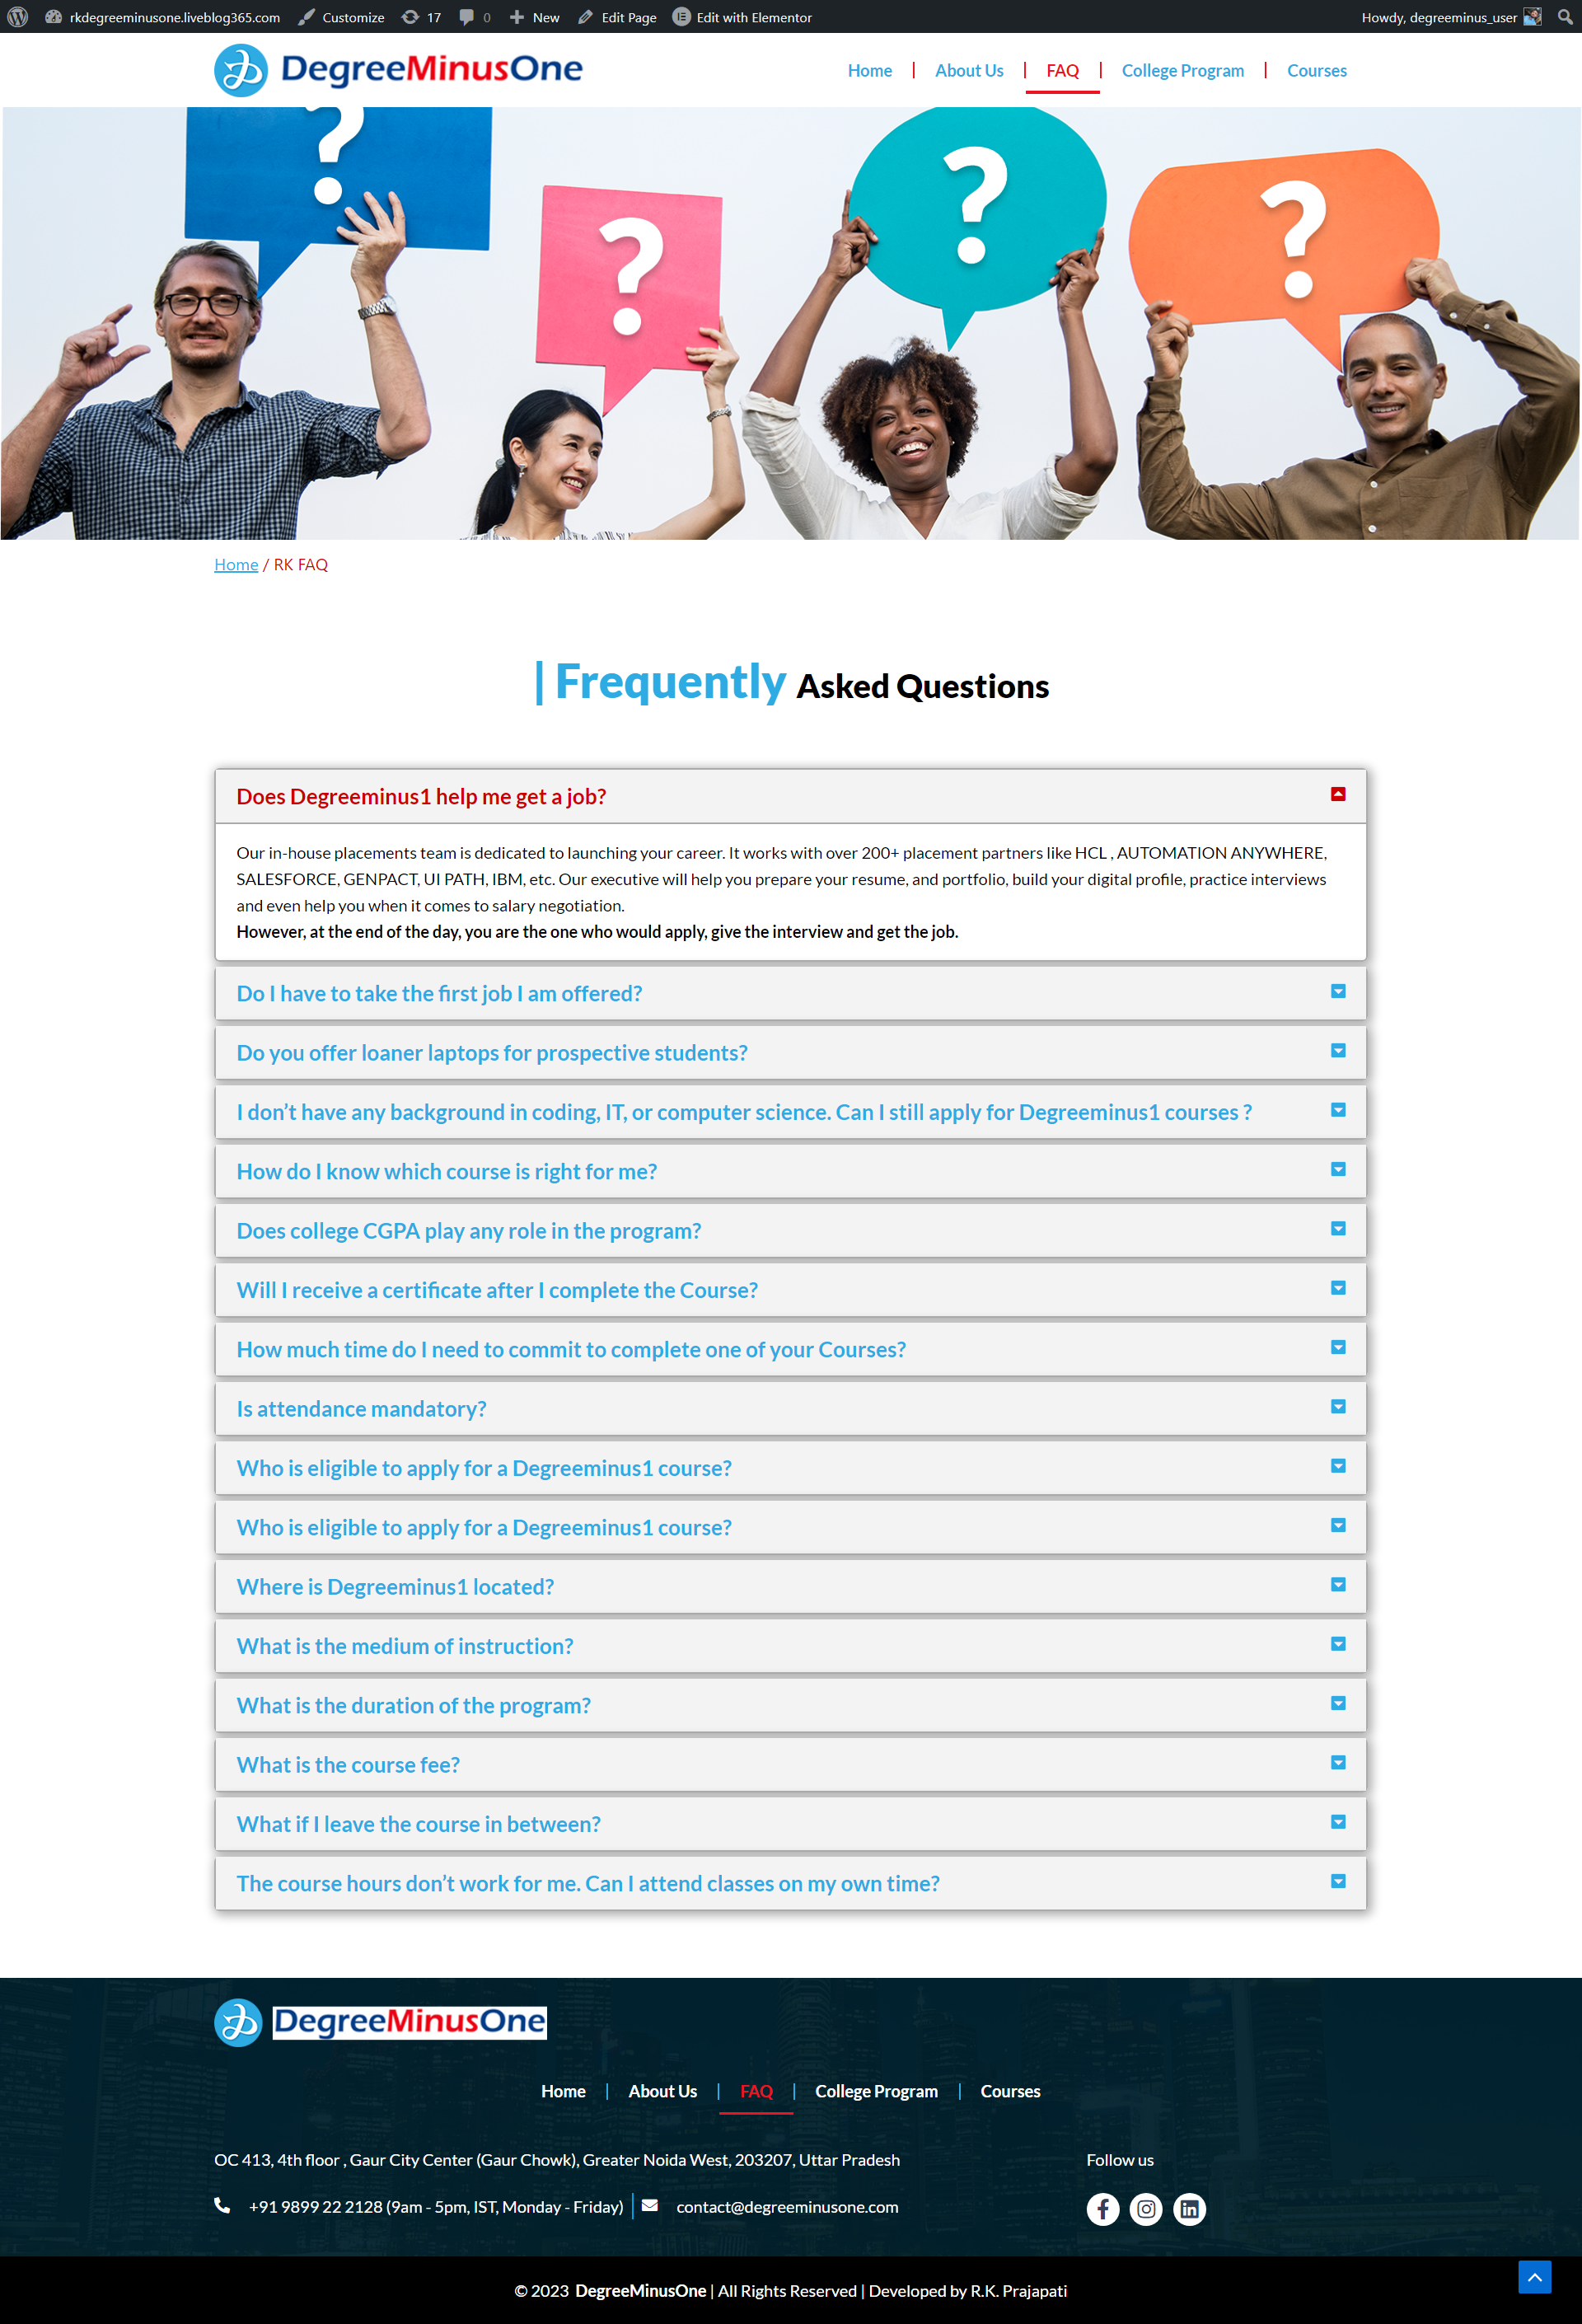 rkdegreeminusone.liveblog365.com Customize 17 0 New Edit Page Edit with Elementor Howdy, degreeminus_user
DegreeMinusOne Home About Us FAQ College Program Courses
? ? ? ?
Home / RK FAQ
| Frequently Asked Questions
Does Degreeminus1 help me get a job?
Our in-house placements team is dedicated to launching your career. It works with over 200+ placement partners like HCL , AUTOMATION ANYWHERE,
SALESFORCE, GENPACT, UI PATH, IBM, etc. Our executive will help you prepare your resume, and portfolio, build your digital profile, practice interviews
and even help you when it comes to salary negotiation.
However, at the end of the day, you are the one who would apply, give the interview and get the job.
Do I have to take the first job I am offered?
Do you offer loaner laptops for prospective students?
I don’t have any background in coding, IT, or computer science. Can I still apply for Degreeminus1 courses ?
How do I know which course is right for me?
Does college CGPA play any role in the program?
Will I receive a certificate after I complete the Course?
How much time do I need to commit to complete one of your Courses?
Is attendance mandatory?
Who is eligible to apply for a Degreeminus1 course?
Who is eligible to apply for a Degreeminus1 course?
Where is Degreeminus1 located?
What is the medium of instruction?
What is the duration of the program?
What is the course fee?
What if I leave the course in between?
The course hours don’t work for me. Can I attend classes on my own time?
DegreeMinusOne
Home About Us FAQ College Program Courses
OC 413, 4th floor , Gaur City Center (Gaur Chowk), Greater Noida West, 203207, Uttar Pradesh Follow us
+91 9899 22 2128 (9am - 5pm, IST, Monday - Friday) contact@degreeminusone.com
© 2023 DegreeMinusOne | All Rights Reserved | Developed by R.K. Prajapati